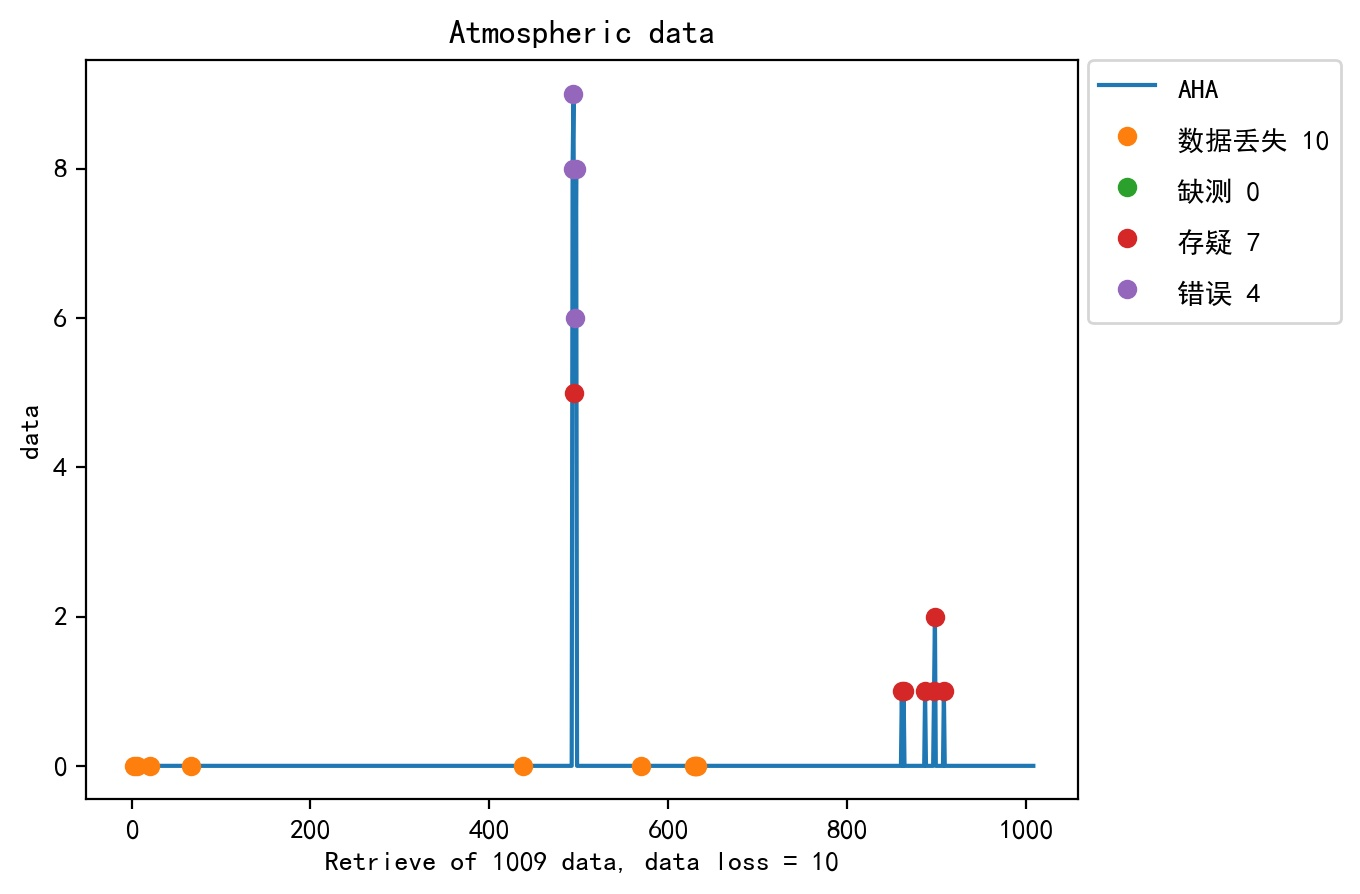 Atmospheric data
AHA
数据丢失 10
缺测 0
存疑 7
错误 4
data
8
6
4
2
0
0 200 400 600 800 1000
Retrieve of 1009 data, data loss = 10